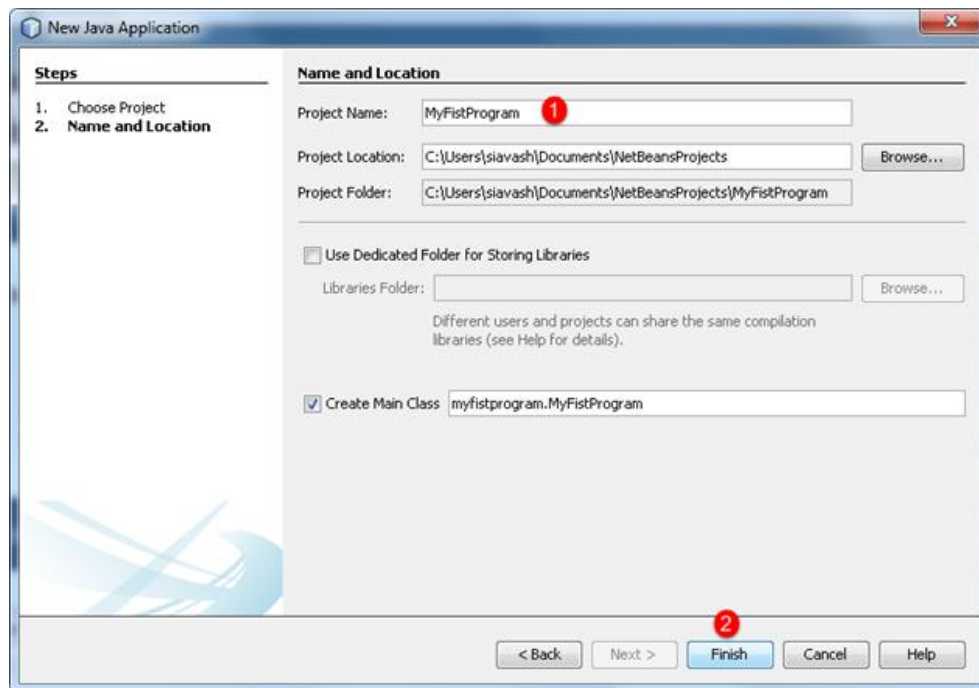 New Java Application
Steps
1. Choose Project
2. Name and Location
Name and Location
Project Name: MyFistProgram 1
Project Location: C:\Users\siavash\Documents\NetBeansProjects Browse...
Project Folder: C:\Users\siavash\Documents\NetBeansProjects\MyFistProgram
Use Dedicated Folder for Storing Libraries
Libraries Folder: Browse...
Different users and projects can share the same compilation
libraries (see Help for details).
Create Main Class myfistprogram.MyFistProgram
2
< Back Next > Finish Cancel Help